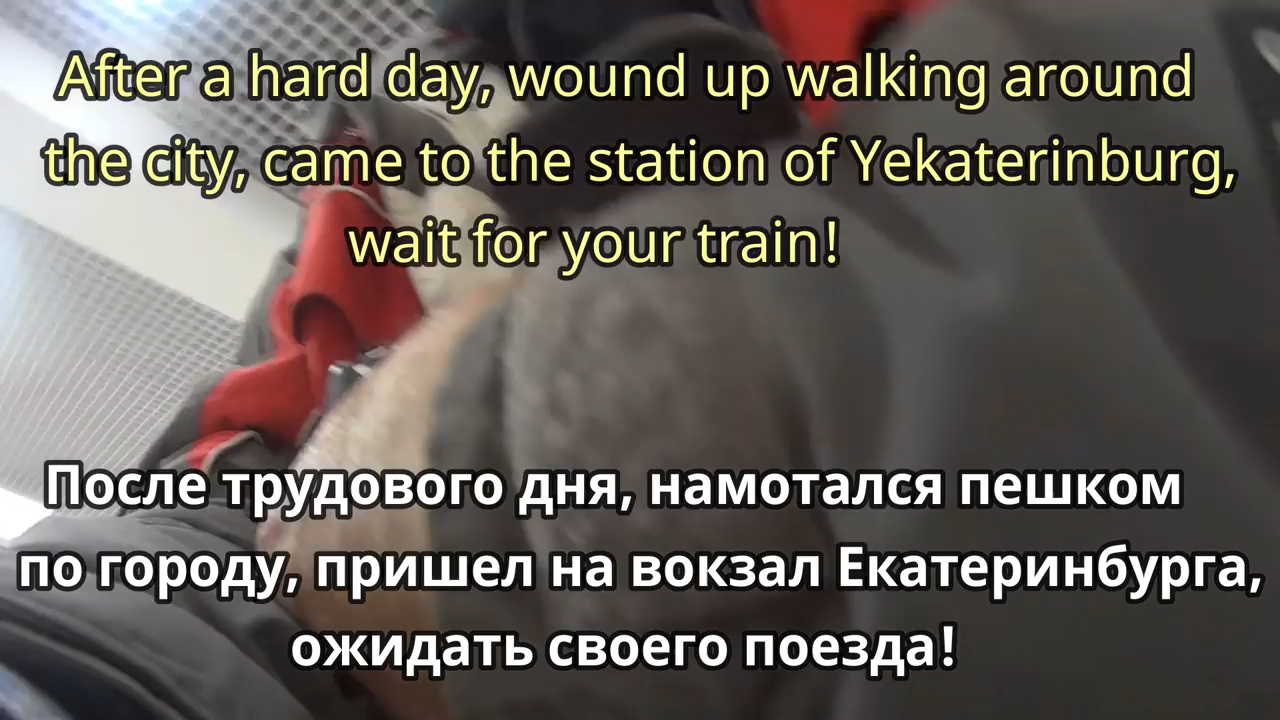 After a hard day, wound up walking around
the city, came to the station of Yekaterinburg,
wait for your train!
После трудового дня, намотался пешком
по городу, пришел на вокзал Екатеринбурга,
ожидать своего поезда!